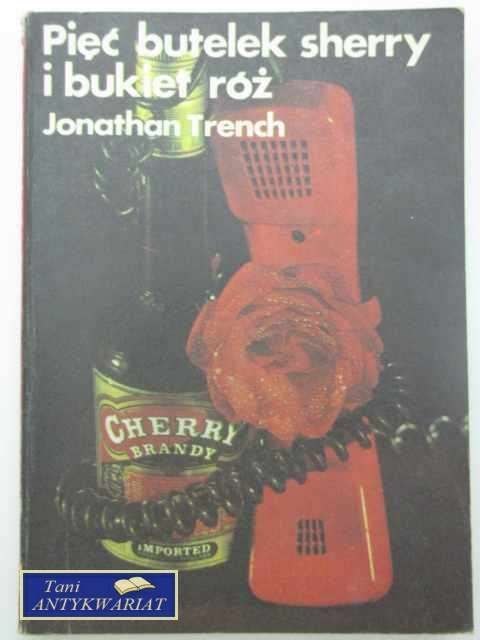 Pięć butelek sherry
i bukiet róż
Jonathan Trench
CHERRY
BRANDY
IMPORTED
Tani
ANTYKWARIAT